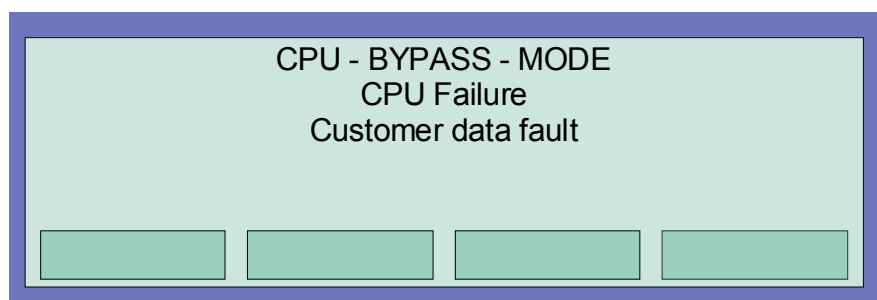 CPU - BYPASS - MODE
CPU Failure
Customer data fault